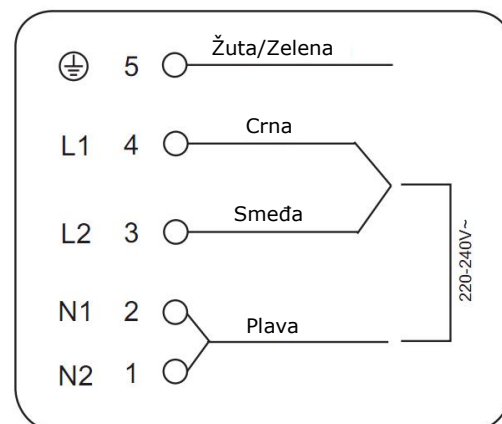 5 Žuta/Zelena
L1 4 Crna
L2 3 Smeđa
220-240V~
N1 2
Plava
N2 1